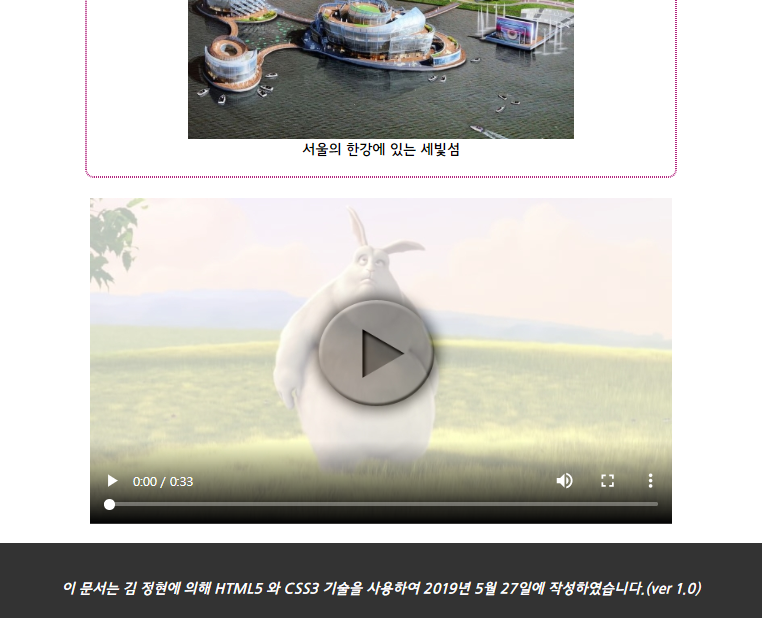 서울의 한강에 있는 세빛섬
0:00 / 0:33
이 문서는 김 정현에 의해 HTML5 와 CSS3 기술을 사용하여 2019년 5월 27일에 작성하였습니다.(ver 1.0)